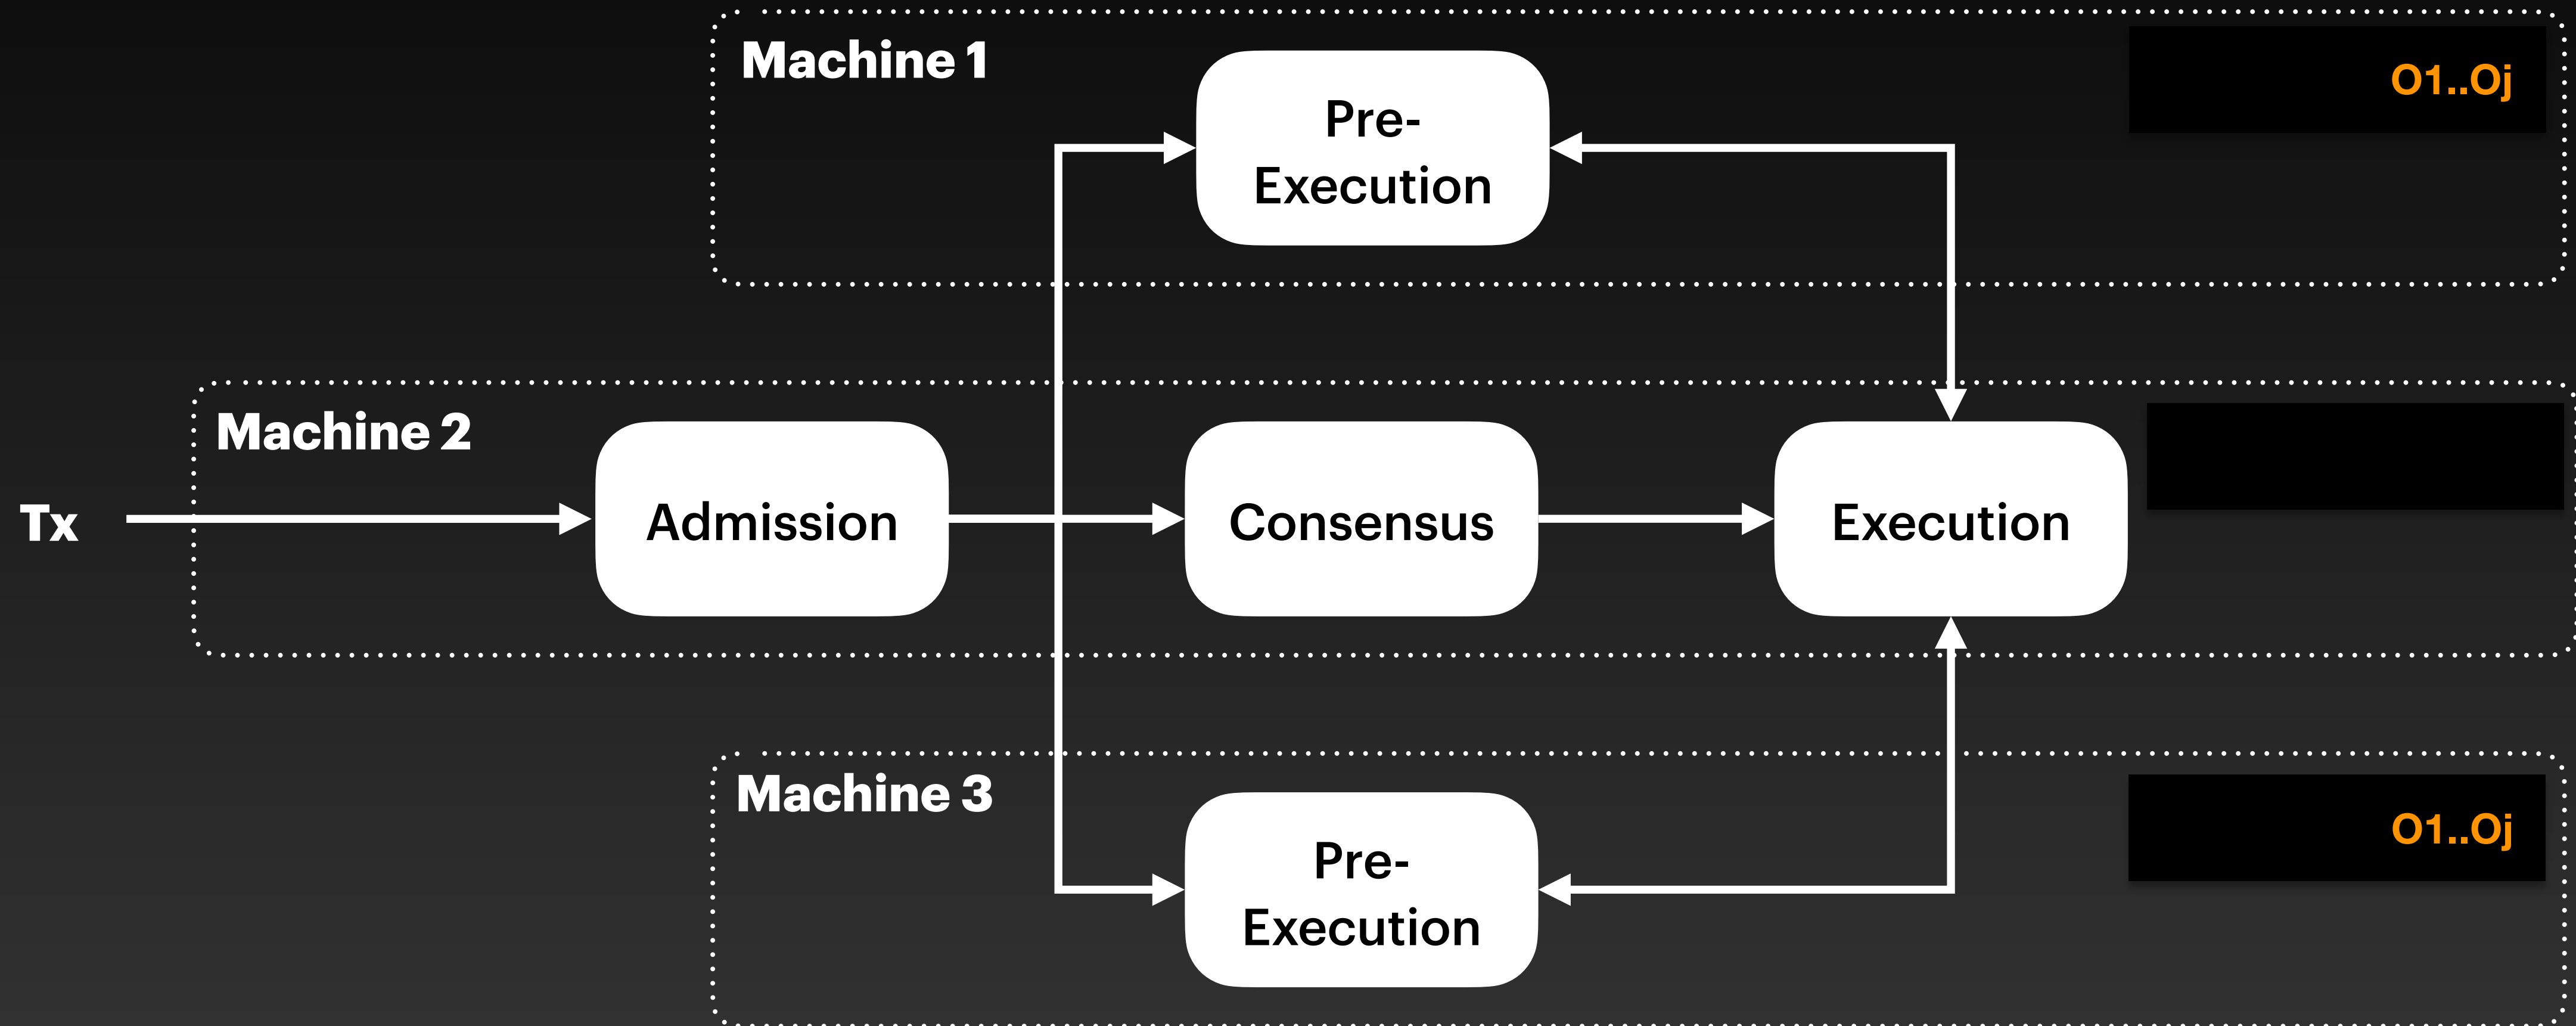 Machine 1
Pre-
Execution
O1..Oj
Machine 2
Tx
Admission
Consensus
Execution
Machine 3
Pre-
Execution
O1..Oj